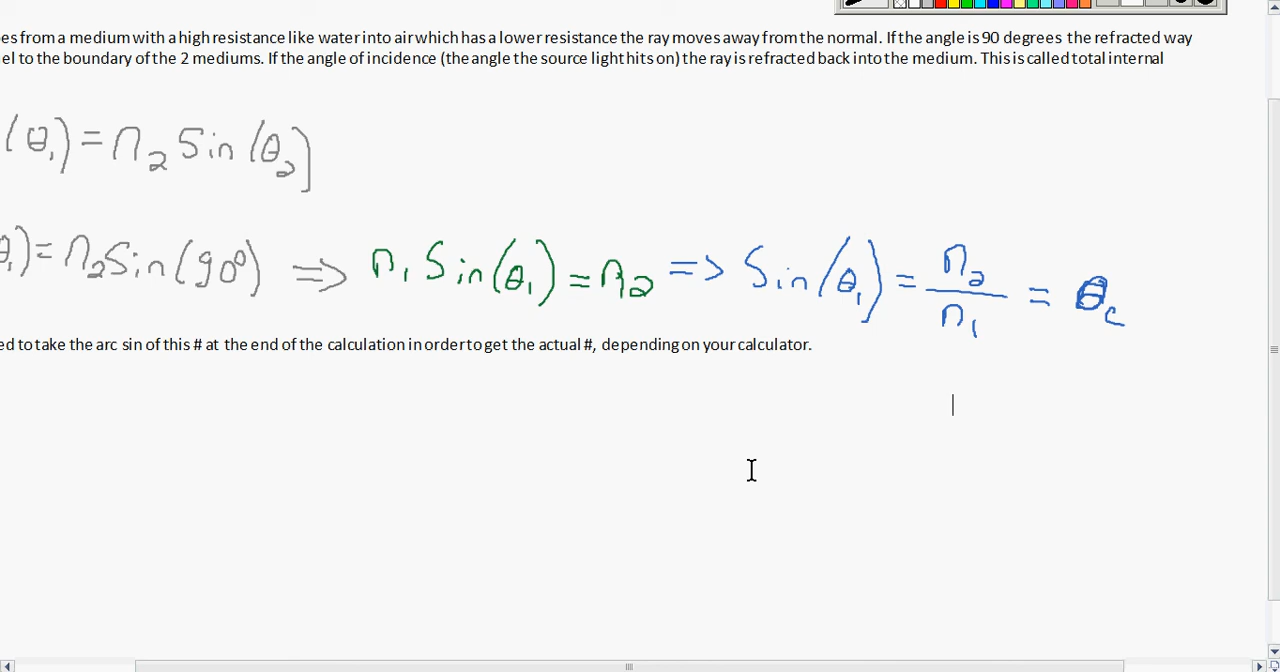 es from a medium with a high resistance like water into air which has a lower resistance the ray moves away from the normal. If the angle is 90 degrees the refracted way
el to the boundary of the 2 mediums. If the angle of incidence (the angle the source light hits on) the ray is refracted back into the medium. This is called total internal
(θ₁) = n₂ Sin(θ₂)
θ₁) = n₂ Sin(90⁰) => n₁ Sin(θ₁) = n₂ => Sin(θ₁) = n₂/n₁ = θc
ed to take the arc sin of this # at the end of the calculation in order to get the actual #, depending on your calculator.